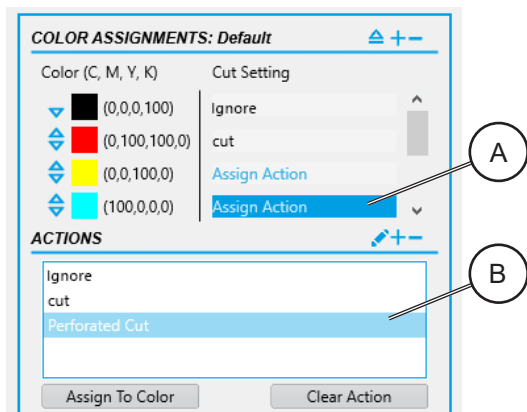 COLOR ASSIGNMENTS: Default
Color (C, M, Y, K) Cut Setting
(0,0,0,100) Ignore
(0,100,100,0) cut
(0,0,100,0) Assign Action
(100,0,0,0) Assign Action
A
ACTIONS
Ignore
cut
Perforated Cut
B
Assign To Color Clear Action